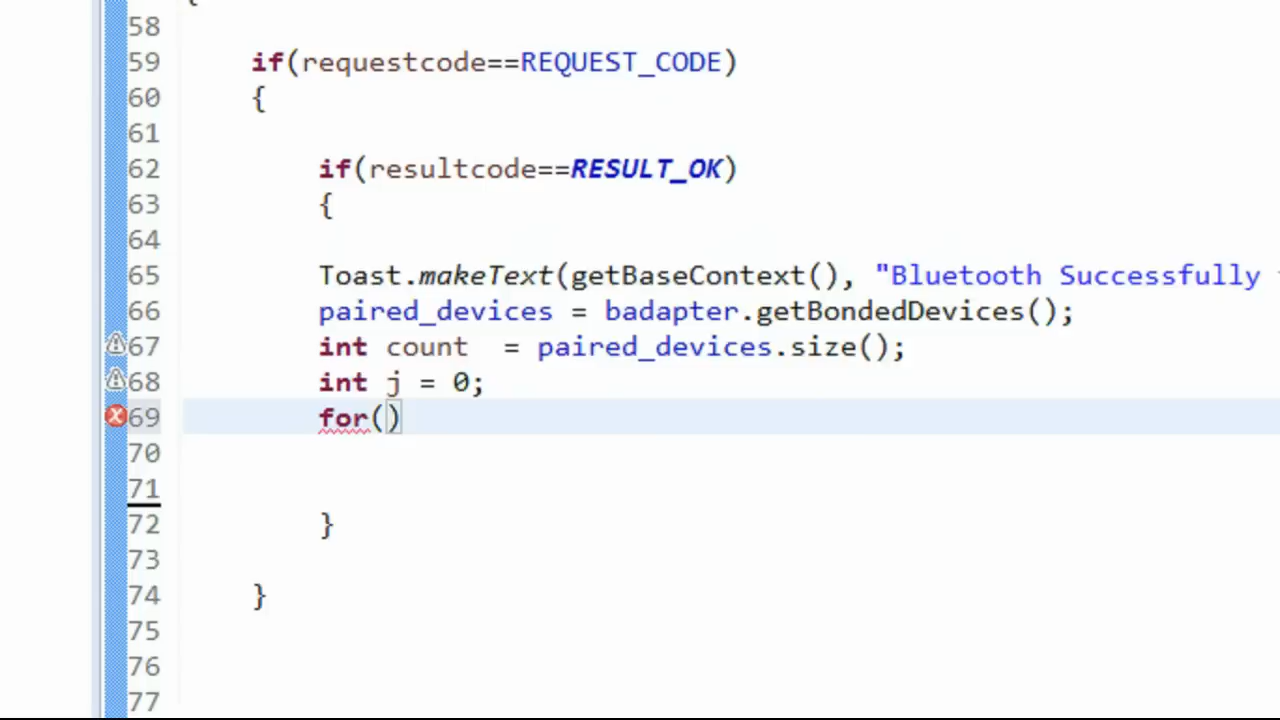 {
58
59 if(requestcode==REQUEST_CODE)
60 {
61
62 if(resultcode==RESULT_OK)
63 {
64
65 Toast.makeText(getBaseContext(), "Bluetooth Successfully
66 paired_devices = badapter.getBondedDevices();
67 int count  = paired_devices.size();
68 int j = 0;
69 for()
70
71
72 }
73
74 }
75
76
77